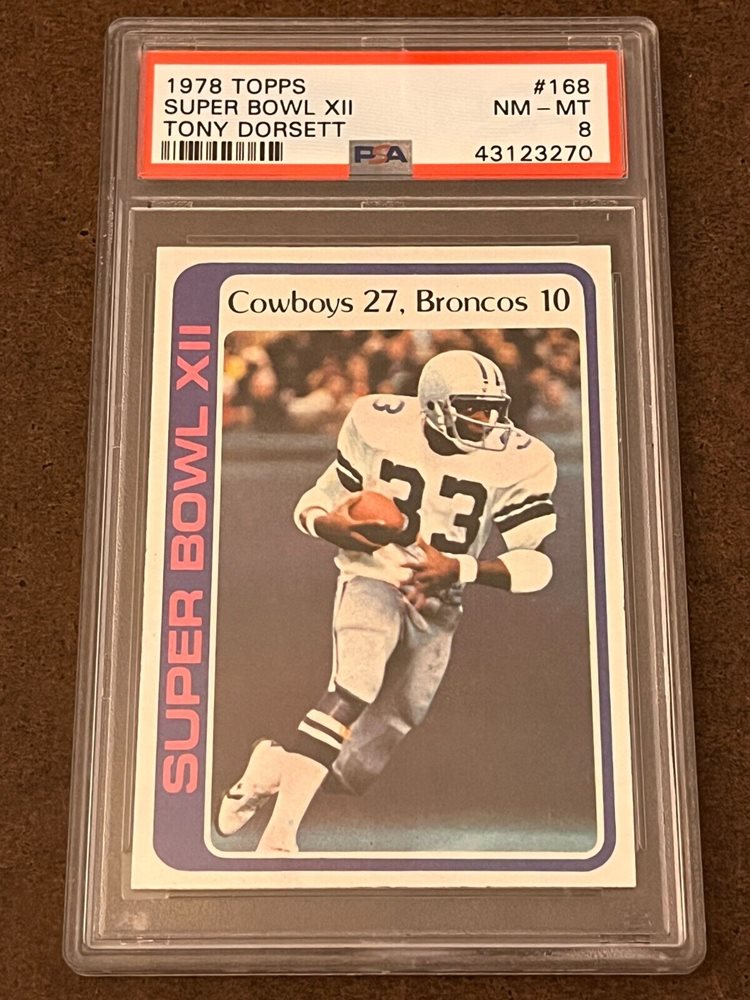 1978 TOPPS #168
SUPER BOWL XII NM – MT
TONY DORSETT 8
PSA 43123270
Cowboys 27, Broncos 10
SUPER BOWL XII
33
33